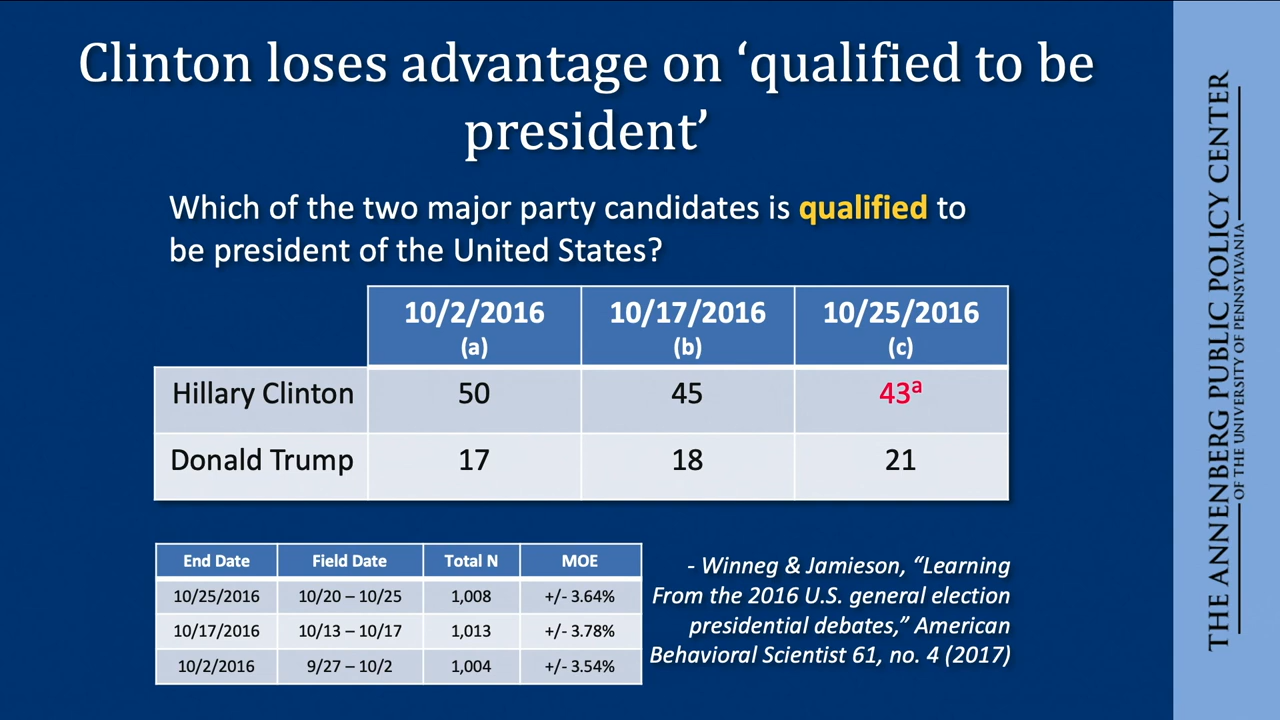 Clinton loses advantage on ‘qualified to be
president’
Which of the two major party candidates is qualified to
be president of the United States?
10/2/2016 10/17/2016 10/25/2016
(a) (b) (c)
Hillary Clinton 50 45 43ᵃ
Donald Trump 17 18 21
End Date Field Date Total N MOE
10/25/2016 10/20 – 10/25 1,008 +/- 3.64%
10/17/2016 10/13 – 10/17 1,013 +/- 3.78%
10/2/2016 9/27 – 10/2 1,004 +/- 3.54%
- Winneg & Jamieson, “Learning
From the 2016 U.S. general election
presidential debates,” American
Behavioral Scientist 61, no. 4 (2017)
THE ANNENBERG PUBLIC POLICY CENTER
OF THE UNIVERSITY OF PENNSYLVANIA